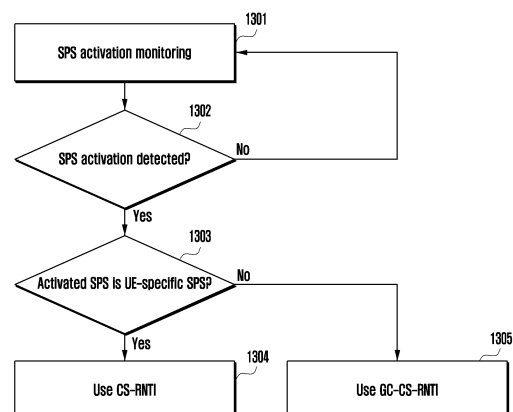 1301
SPS activation monitoring
1302
SPS activation detected?
No
Yes
1303
Activated SPS is UE-specific SPS?
No
Yes
1304
Use CS-RNTI
1305
Use GC-CS-RNTI